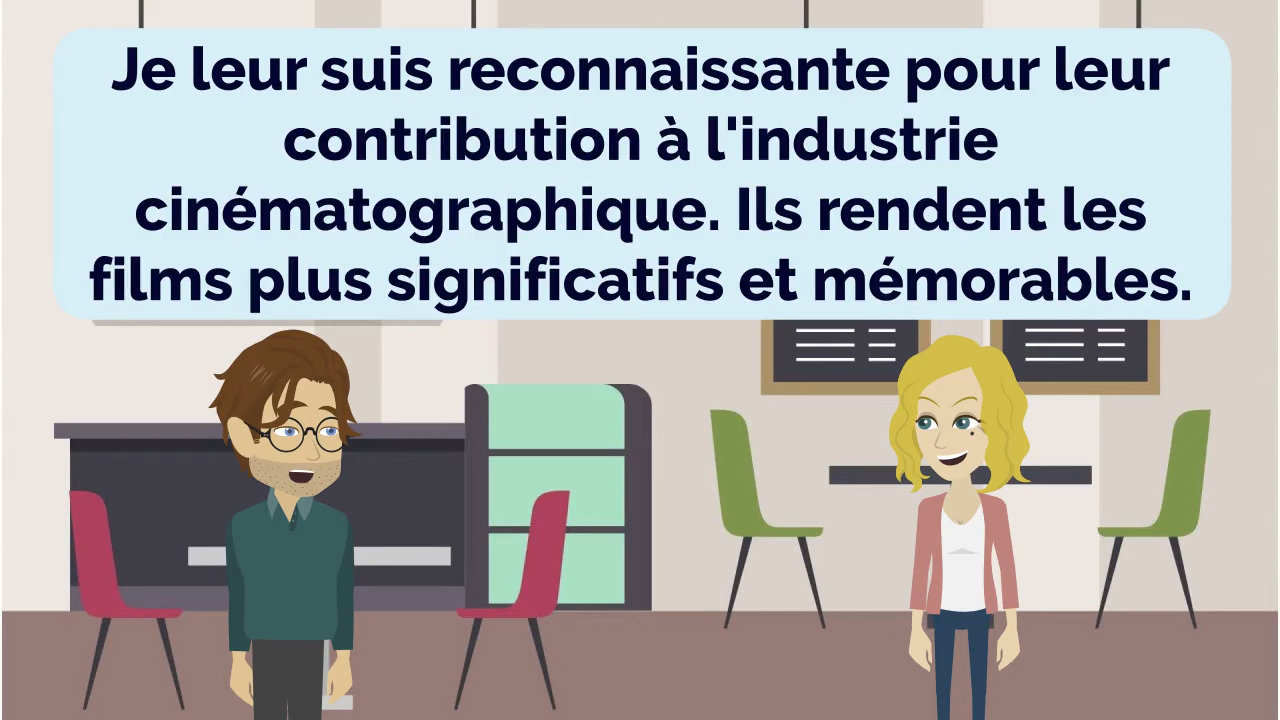 Je leur suis reconnaissante pour leur
contribution à l'industrie
cinématographique. Ils rendent les
films plus significatifs et mémorables.